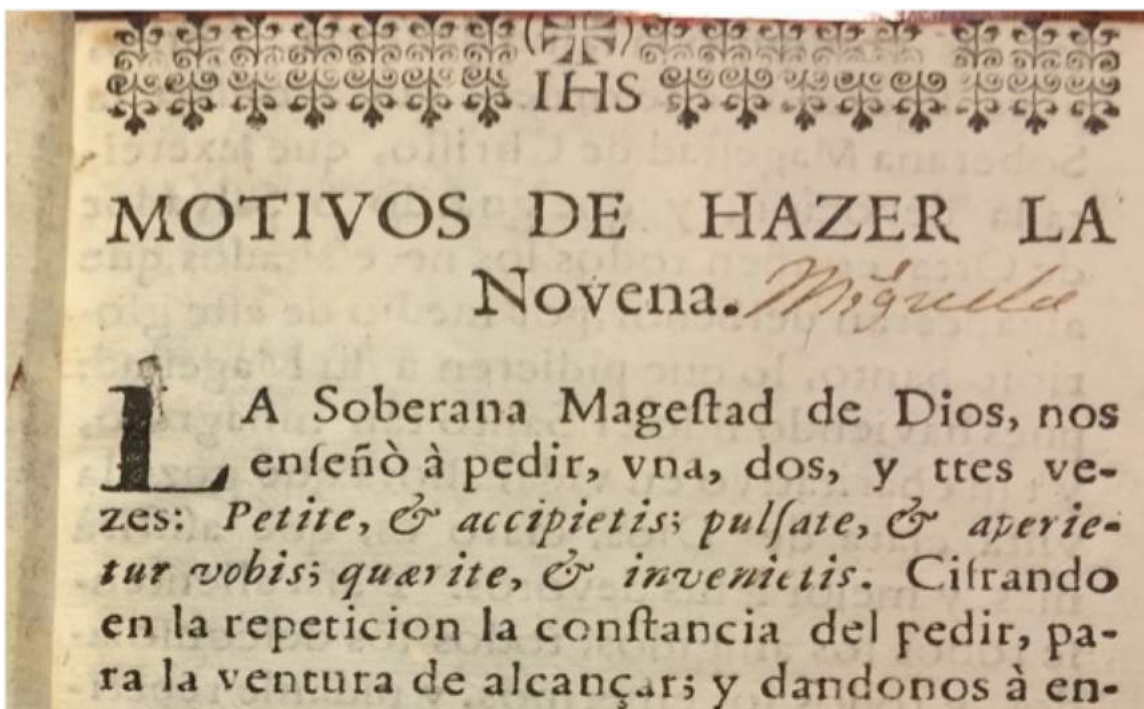 IHS
MOTIVOS DE HAZER LA
Novena. Miguela
LA Soberana Mageſtad de Dios, nos
enſeñò à pedir, vna, dos, y ttes ve-
zes: Petite, & accipietis; pulſate, & aperie-
tur vobis; quærite, & invenietis. Cifrando
en la repeticion la conſtancia del pedir, pa-
ra la ventura de alcançar; y dandonos à en-